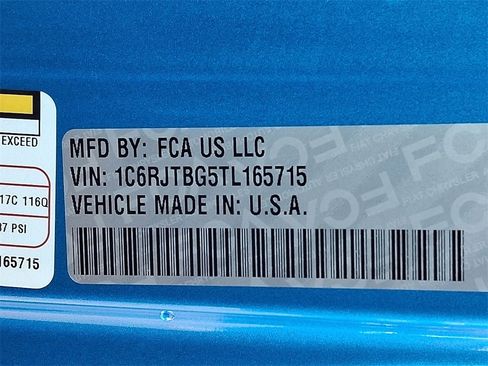 EXCEED
17C 116Q
37 PSI
165715
MFD BY: FCA US LLC
VIN: 1C6RJTBG5TL165715
VEHICLE MADE IN: U.S.A.